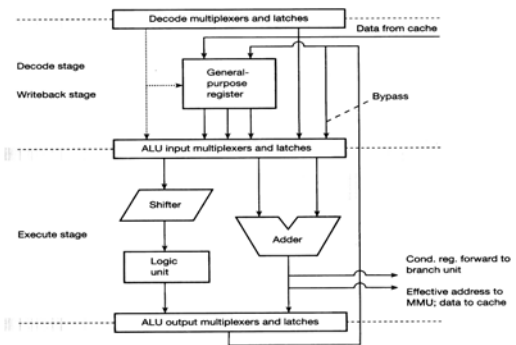 Decode multiplexers and latches
Data from cache
Decode stage
General-
purpose
register
Writeback stage
Bypass
ALU input multiplexers and latches
Shifter
Execute stage
Adder
Logic
unit
Cond. reg. forward to
branch unit
Effective address to
MMU; data to cache
ALU output multiplexers and latches